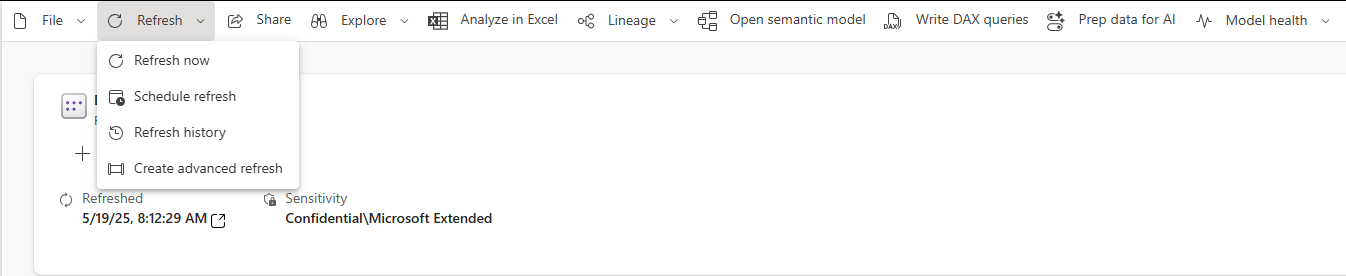 File Refresh Share Explore Analyze in Excel Lineage Open semantic model Write DAX queries Prep data for AI Model health
Refresh now
Schedule refresh
Refresh history
Create advanced refresh
Refreshed Sensitivity
5/19/25, 8:12:29 AM Confidential\Microsoft Extended